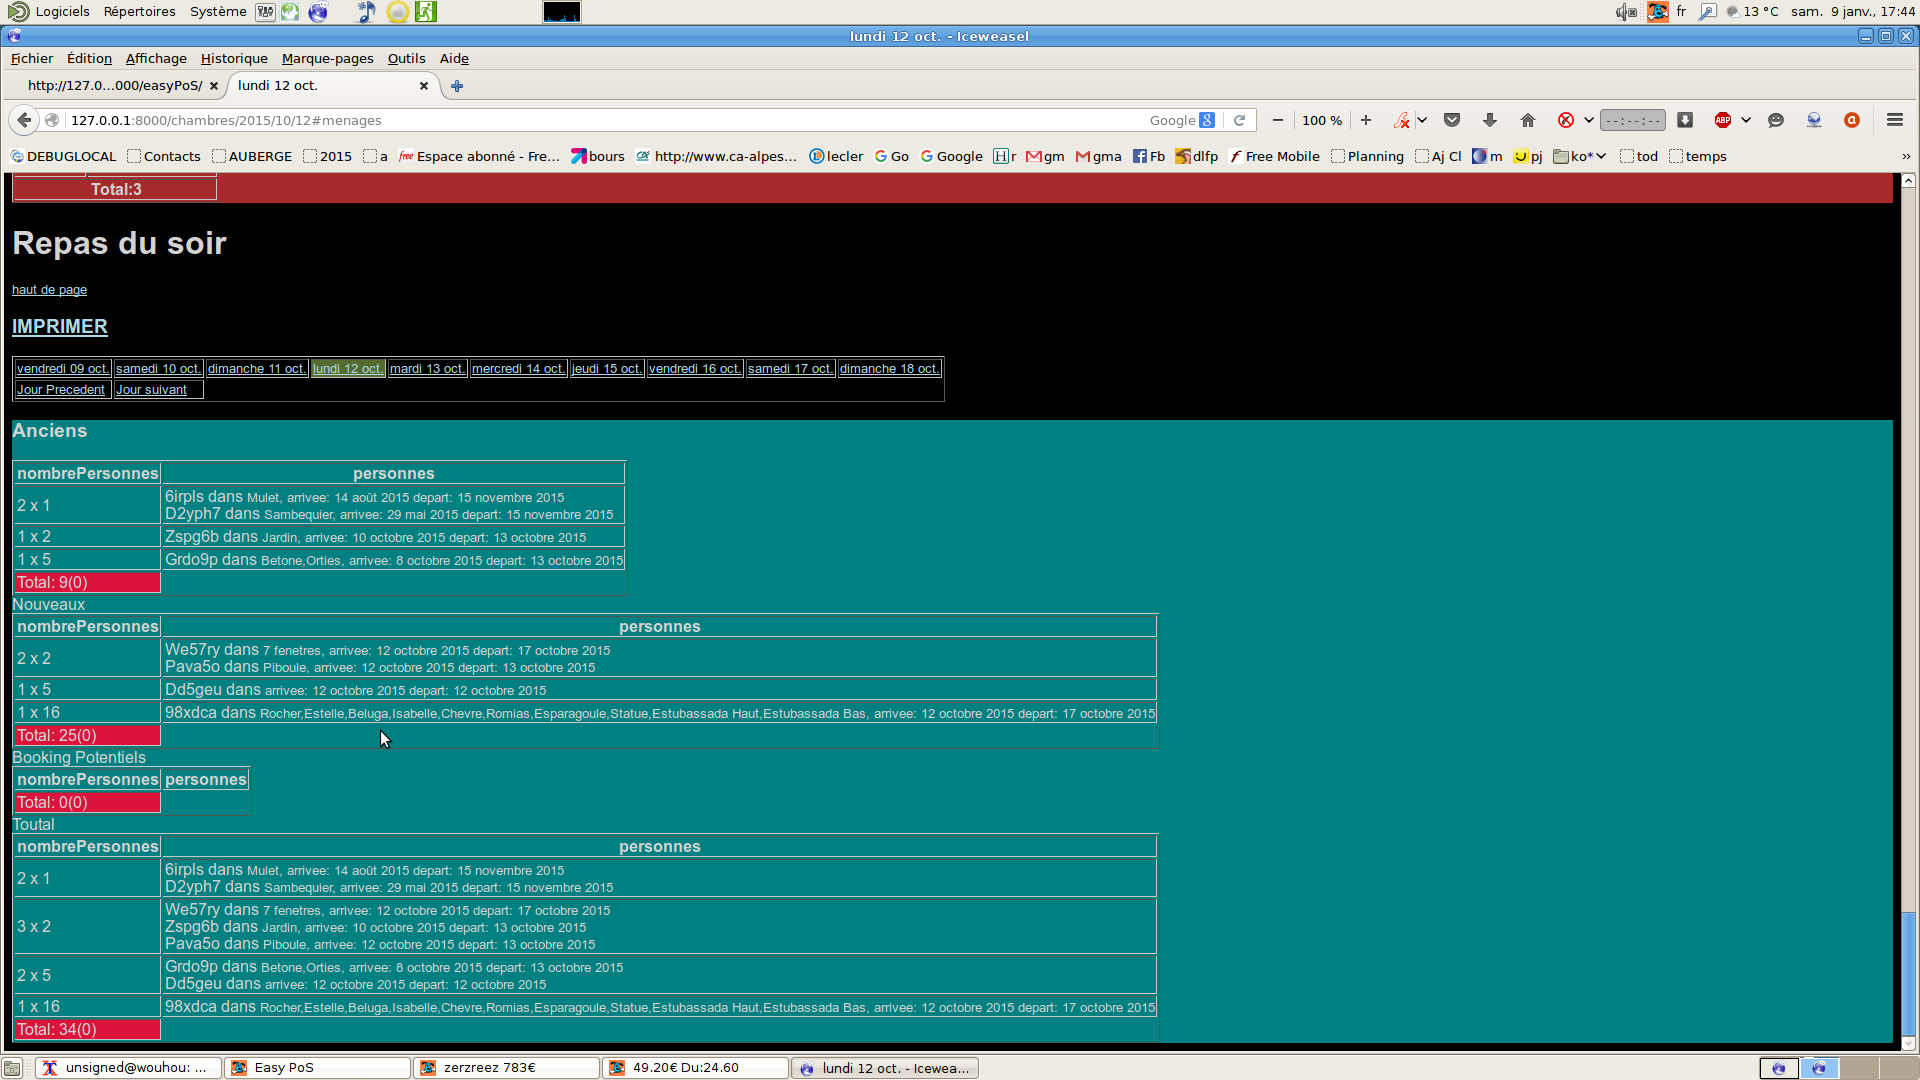 Logiciels Répertoires Système fr 13 °C sam. 9 janv., 17:44
lundi 12 oct. - Iceweasel
Fichier Édition Affichage Historique Marque-pages Outils Aide
http://127.0...000/easyPoS/ lundi 12 oct.
127.0.0.1:8000/chambres/2015/10/12#menages Google 100 % --:--:-- ABP
DEBUGLOCAL Contacts AUBERGE 2015 a free Espace abonné - Fre... bours http://www.ca-alpes... lecler Go Google r gm gma Fb dlfp Free Mobile Planning Aj Cl m pj ko* tod temps »
Total:3
Repas du soir
haut de page
IMPRIMER
vendredi 09 oct. samedi 10 oct. dimanche 11 oct. lundi 12 oct. mardi 13 oct. mercredi 14 oct. jeudi 15 oct. vendredi 16 oct. samedi 17 oct. dimanche 18 oct.
Jour Precedent Jour suivant
Anciens
nombrePersonnes personnes
2 x 1 6irpls dans Mulet, arrivee: 14 août 2015 depart: 15 novembre 2015
D2yph7 dans Sambequier, arrivee: 29 mai 2015 depart: 15 novembre 2015
1 x 2 Zspg6b dans Jardin, arrivee: 10 octobre 2015 depart: 13 octobre 2015
1 x 5 Grdo9p dans Betone,Orties, arrivee: 8 octobre 2015 depart: 13 octobre 2015
Total: 9(0)
Nouveaux
nombrePersonnes personnes
2 x 2 We57ry dans 7 fenetres, arrivee: 12 octobre 2015 depart: 17 octobre 2015
Pava5o dans Piboule, arrivee: 12 octobre 2015 depart: 13 octobre 2015
1 x 5 Dd5geu dans arrivee: 12 octobre 2015 depart: 12 octobre 2015
1 x 16 98xdca dans Rocher,Estelle,Beluga,Isabelle,Chevre,Romias,Esparagoule,Statue,Estubassada Haut,Estubassada Bas, arrivee: 12 octobre 2015 depart: 17 octobre 2015
Total: 25(0)
Booking Potentiels
nombrePersonnes personnes
Total: 0(0)
Toutal
nombrePersonnes personnes
2 x 1 6irpls dans Mulet, arrivee: 14 août 2015 depart: 15 novembre 2015
D2yph7 dans Sambequier, arrivee: 29 mai 2015 depart: 15 novembre 2015
3 x 2 We57ry dans 7 fenetres, arrivee: 12 octobre 2015 depart: 17 octobre 2015
Zspg6b dans Jardin, arrivee: 10 octobre 2015 depart: 13 octobre 2015
Pava5o dans Piboule, arrivee: 12 octobre 2015 depart: 13 octobre 2015
2 x 5 Grdo9p dans Betone,Orties, arrivee: 8 octobre 2015 depart: 13 octobre 2015
Dd5geu dans arrivee: 12 octobre 2015 depart: 12 octobre 2015
1 x 16 98xdca dans Rocher,Estelle,Beluga,Isabelle,Chevre,Romias,Esparagoule,Statue,Estubassada Haut,Estubassada Bas, arrivee: 12 octobre 2015 depart: 17 octobre 2015
Total: 34(0)
unsigned@wouhou: ... Easy PoS zerzreez 783€ 49.20€ Du:24.60 lundi 12 oct. - Icewea...